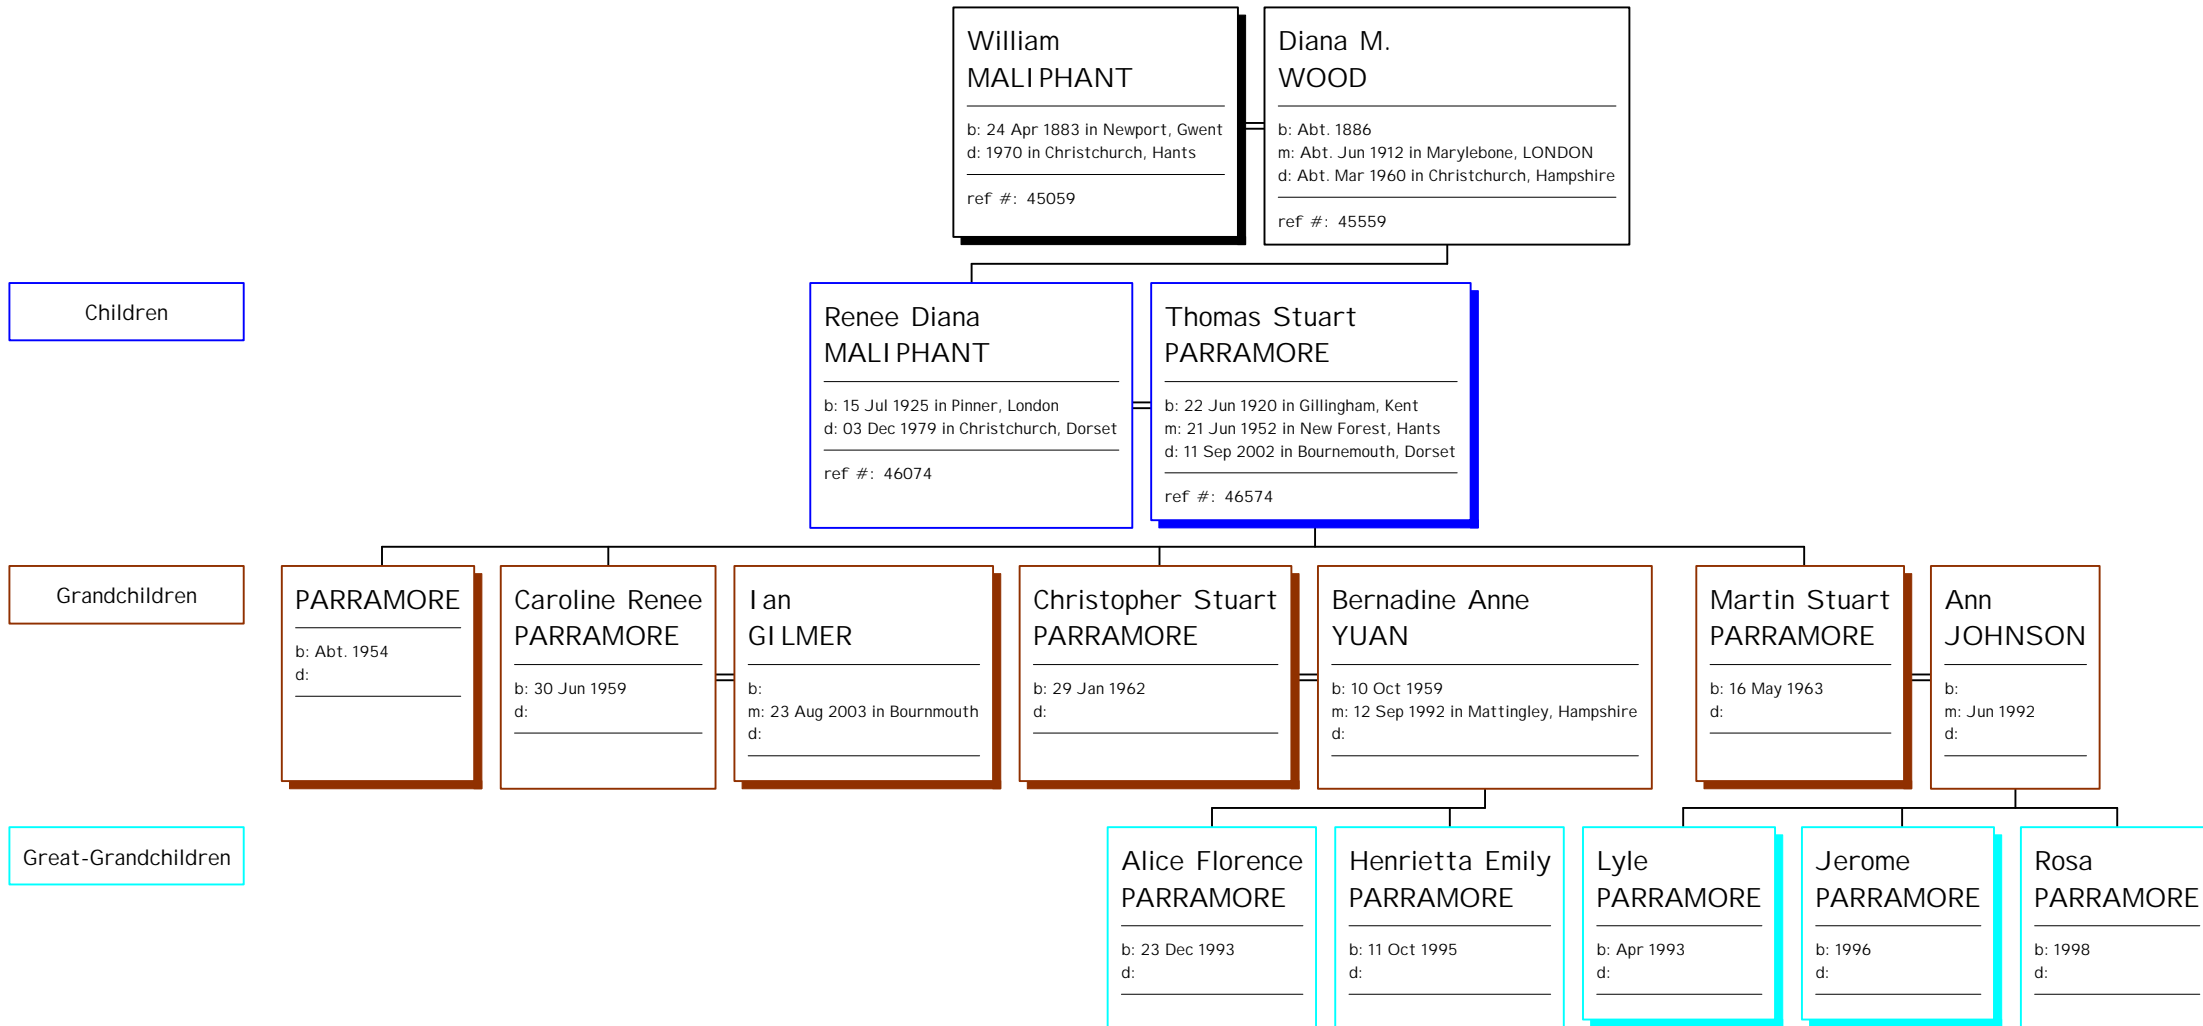 William
MALIPHANT
b: 24 Apr 1883 in Newport, Gwent
d: 1970 in Christchurch, Hants
ref #: 45059
Diana M.
WOOD
b: Abt. 1886
m: Abt. Jun 1912 in Marylebone, LONDON
d: Abt. Mar 1960 in Christchurch, Hampshire
ref #: 45559
Children
Renee Diana
MALIPHANT
b: 15 Jul 1925 in Pinner, London
d: 03 Dec 1979 in Christchurch, Dorset
ref #: 46074
Thomas Stuart
PARRAMORE
b: 22 Jun 1920 in Gillingham, Kent
m: 21 Jun 1952 in New Forest, Hants
d: 11 Sep 2002 in Bournemouth, Dorset
ref #: 46574
Grandchildren
PARRAMORE
b: Abt. 1954
d:
Caroline Renee
PARRAMORE
b: 30 Jun 1959
d:
Ian
GILMER
b:
m: 23 Aug 2003 in Bournmouth
d:
Christopher Stuart
PARRAMORE
b: 29 Jan 1962
d:
Bernadine Anne
YUAN
b: 10 Oct 1959
m: 12 Sep 1992 in Mattingley, Hampshire
d:
Martin Stuart
PARRAMORE
b: 16 May 1963
d:
Ann
JOHNSON
b:
m: Jun 1992
d:
Great-Grandchildren
Alice Florence
PARRAMORE
b: 23 Dec 1993
d:
Henrietta Emily
PARRAMORE
b: 11 Oct 1995
d:
Lyle
PARRAMORE
b: Apr 1993
d:
Jerome
PARRAMORE
b: 1996
d:
Rosa
PARRAMORE
b: 1998
d: